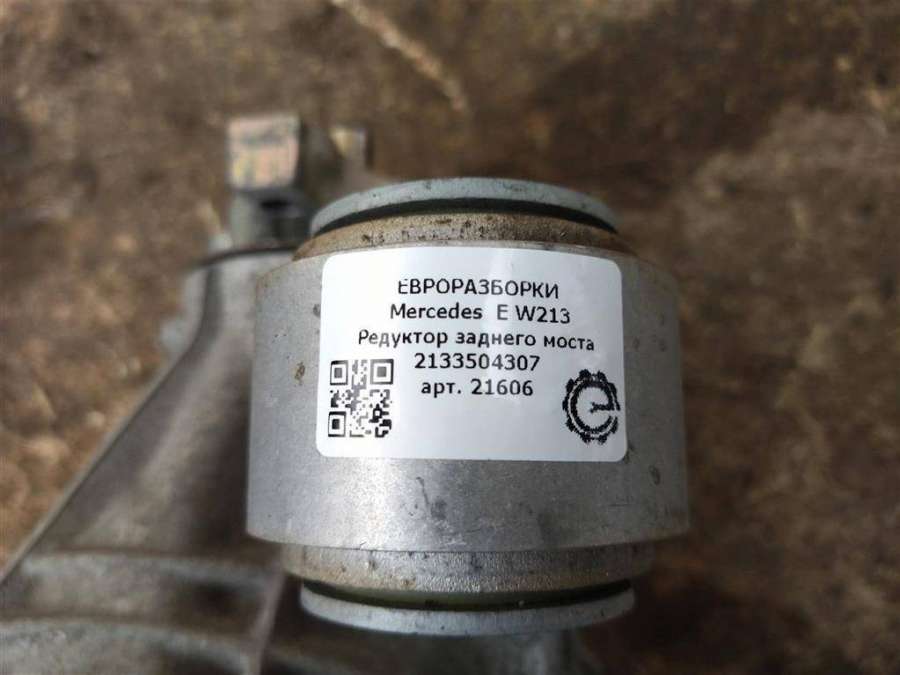 ЕВРОРАЗБОРКИ
Mercedes E W213
Редуктор заднего моста
2133504307
арт. 21606